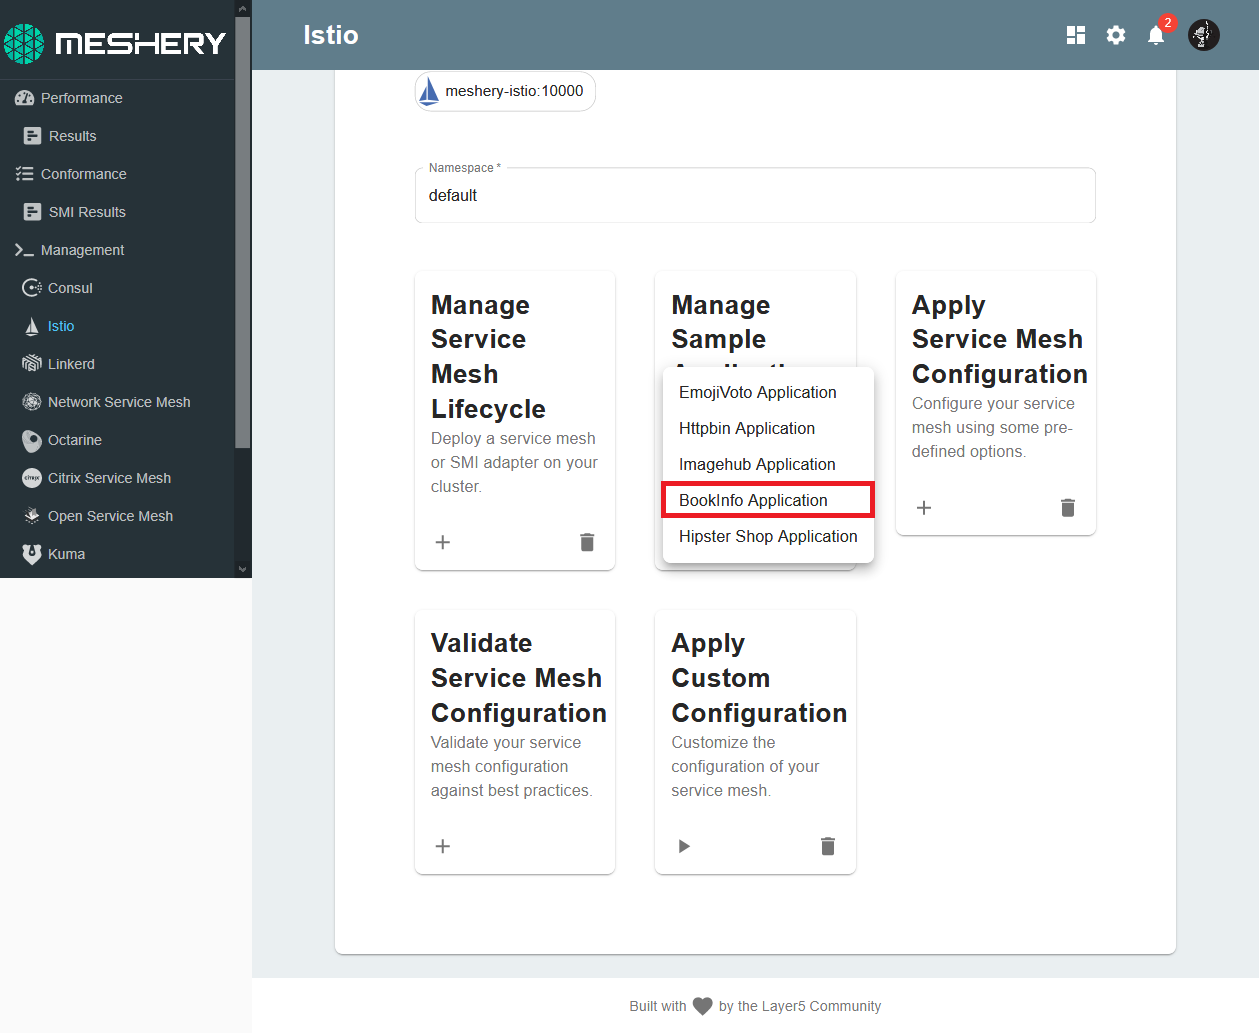 MESHERY
Istio
2
Performance
Results
Conformance
SMI Results
Management
Consul
Istio
Linkerd
Network Service Mesh
Octarine
citrix
Citrix Service Mesh
Open Service Mesh
Kuma
meshery-istio:10000
Namespace *
default
Manage
Service
Mesh
Lifecycle
Deploy a service mesh
or SMI adapter on your
cluster.
Manage
Sample
EmojiVoto Application
Httpbin Application
Imagehub Application
BookInfo Application
Hipster Shop Application
Apply
Service Mesh
Configuration
Configure your service
mesh using some pre-
defined options.
Validate
Service Mesh
Configuration
Validate your service
mesh configuration
against best practices.
Apply
Custom
Configuration
Customize the
configuration of your
service mesh.
Built with by the Layer5 Community